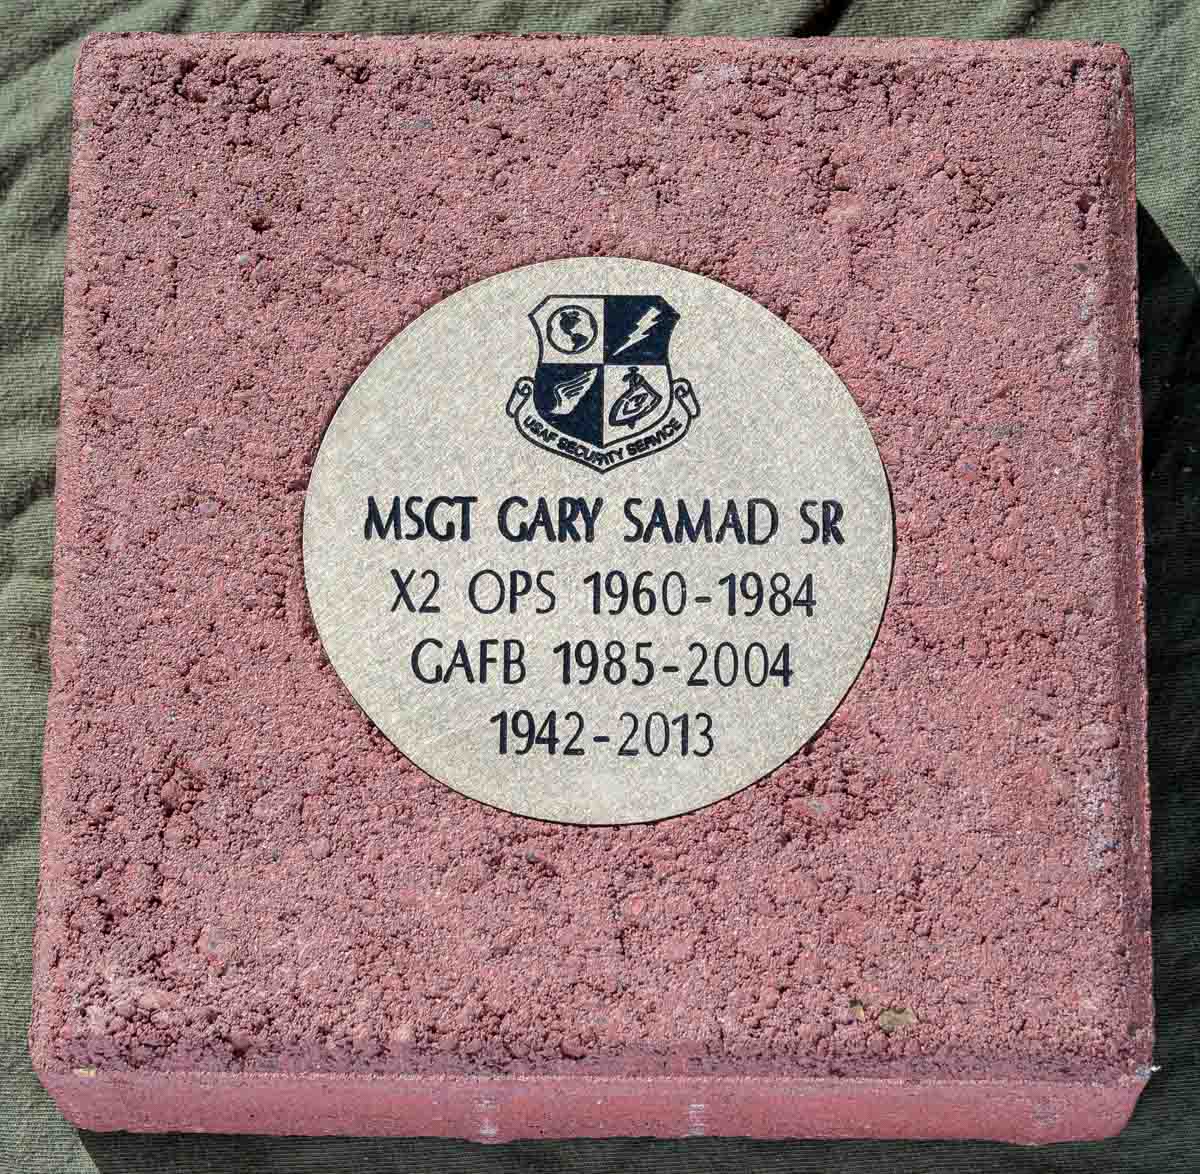 USAF SECURITY SERVICE
MSGT GARY SAMAD SR
X2 OPS 1960-1984
GAFB 1985-2004
1942-2013